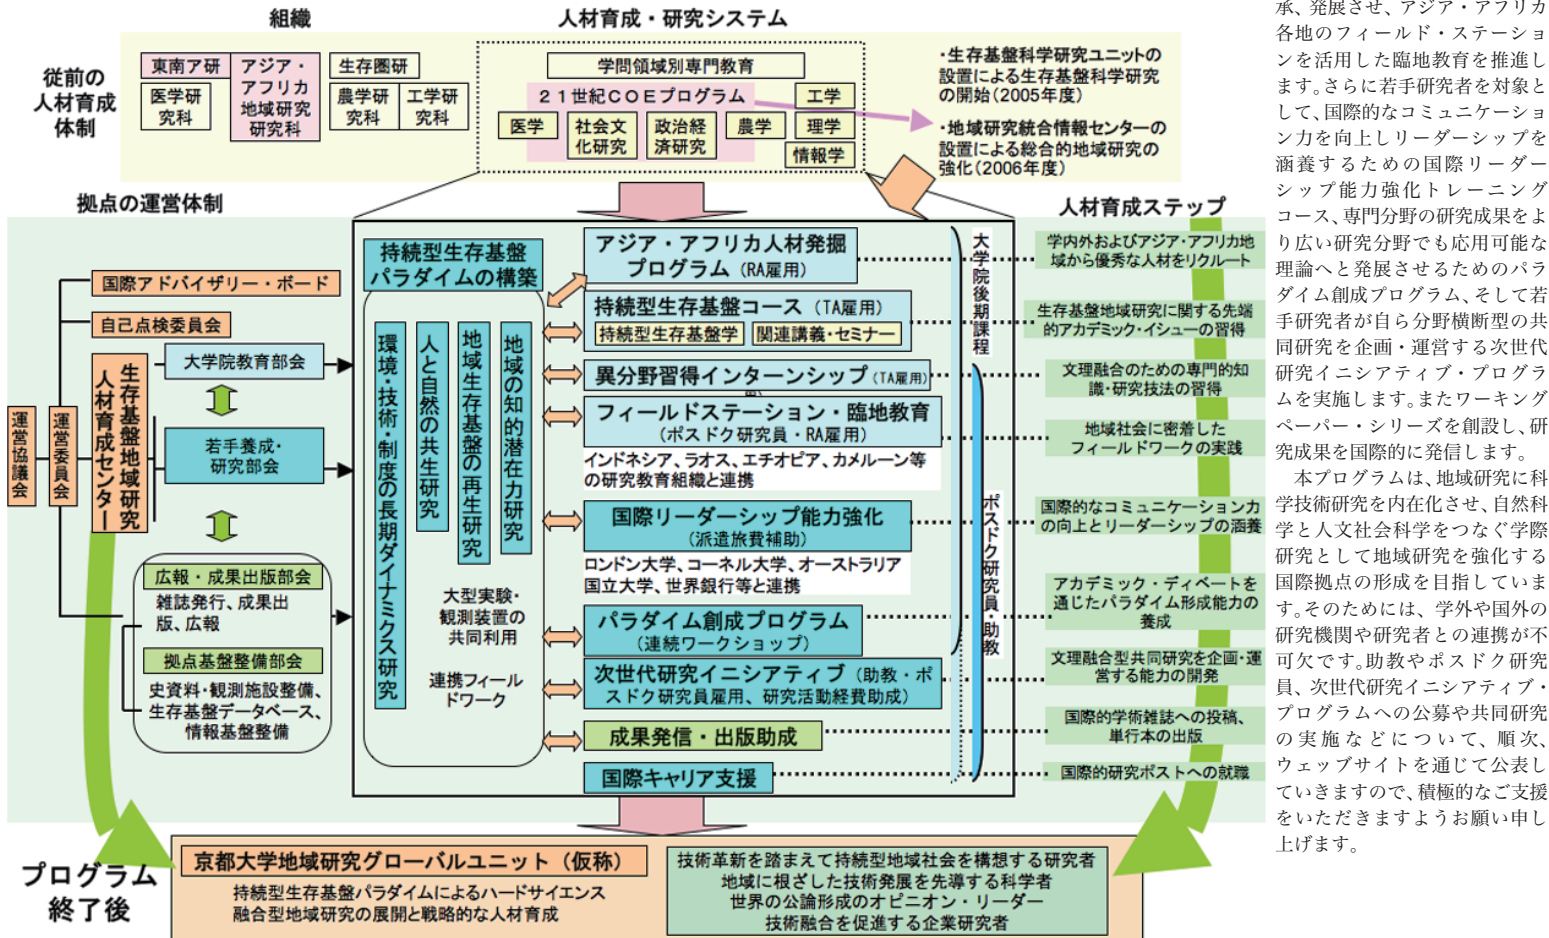 組織
人材育成・研究システム
従前の
人材育成
体制
東南ア研
アジア・
アフリカ
地域研究
研究科
生存圏研
医学研
究科
農学研
究科
工学研
究科
学問領域別専門教育
21世紀COEプログラム
工学
医学
社会文
化研究
政治経
済研究
農学
理学
情報学
・生存基盤科学研究ユニットの
設置による生存基盤科学研究
の開始(2005年度)
・地域研究統合情報センターの
設置による総合的地域研究の
強化(2006年度)
拠点の運営体制
国際アドバイザリー・ボード
自己点検委員会
運営協議会
運営委員会
生存基盤地域研究
人材育成センター
大学院教育部会
若手養成・
研究部会
広報・成果出版部会
雑誌発行、成果出
版、広報
拠点基盤整備部会
史資料・観測施設整備、
生存基盤データベース、
情報基盤整備
持続型生存基盤
パラダイムの構築
環境・技術・制度の長期ダイナミクス研究
人と自然の共生研究
地域生存基盤の再生研究
地域の知的潜在力研究
大型実験・
観測装置の
共同利用
連携フィール
ドワーク
アジア・アフリカ人材発掘
プログラム(RA雇用)
持続型生存基盤コース(TA雇用)
持続型生存基盤学
関連講義・セミナー
異分野習得インターンシップ(TA雇用)
フィールドステーション・臨地教育
(ポスドク研究員・RA雇用)
インドネシア、ラオス、エチオピア、カメルーン等
の研究教育組織と連携
国際リーダーシップ能力強化
(派遣旅費補助)
ロンドン大学、コーネル大学、オーストラリア
国立大学、世界銀行等と連携
パラダイム創成プログラム
(連続ワークショップ)
次世代研究イニシアティブ(助教・ポ
スドク研究員雇用、研究活動経費助成)
成果発信・出版助成
国際キャリア支援
大学院後期課程
ポスドク研究員・助教
人材育成ステップ
学内外およびアジア・アフリカ地
域から優秀な人材をリクルート
生存基盤地域研究に関する先端
的アカデミック・イシューの習得
文理融合のための専門的知
識・研究技法の習得
地域社会に密着した
フィールドワークの実践
国際的なコミュニケーション力
の向上とリーダーシップの涵養
アカデミック・ディベートを
通じたパラダイム形成能力の
養成
文理融合型共同研究を企画・運
営する能力の開発
国際的学術雑誌への投稿、
単行本の出版
国際的研究ポストへの就職
プログラム
終了後
京都大学地域研究グローバルユニット(仮称)
持続型生存基盤パラダイムによるハードサイエンス
融合型地域研究の展開と戦略的な人材育成
技術革新を踏まえて持続型地域社会を構想する研究者
地域に根ざした技術発展を先導する科学者
世界の公論形成のオピニオン・リーダー
技術融合を促進する企業研究者
承、発展させ、アジア・アフリカ
各地のフィールド・ステーショ
ンを活用した臨地教育を推進し
ます。さらに若手研究者を対象と
して、国際的なコミュニケーショ
ン力を向上しリーダーシップを
涵養するための国際リーダー
シップ能力強化トレーニング
コース、専門分野の研究成果をよ
り広い研究分野でも応用可能な
理論へと発展させるためのパラ
ダイム創成プログラム、そして若
手研究者が自ら分野横断型の共
同研究を企画・運営する次世代
研究イニシアティブ・プログラ
ムを実施します。またワーキング
ペーパー・シリーズを創設し、研
究成果を国際的に発信します。
本プログラムは、地域研究に科
学技術研究を内在化させ、自然科
学と人文社会科学をつなぐ学際
研究として地域研究を強化する
国際拠点の形成を目指していま
す。そのためには、学外や国外の
研究機関や研究者との連携が不
可欠です。助教やポスドク研究
員、次世代研究イニシアティブ・
プログラムへの公募や共同研究
の実施などについて、順次、
ウェッブサイトを通じて公表し
ていきますので、積極的なご支援
をいただきますようお願い申し
上げます。